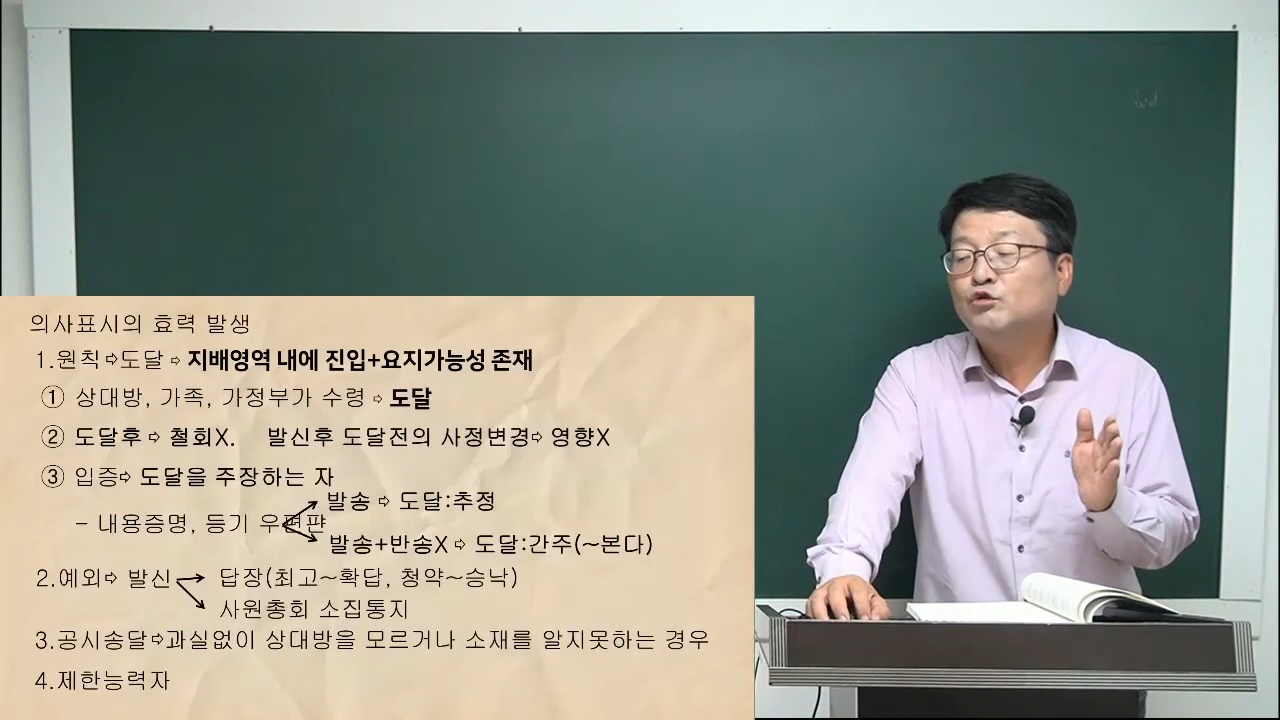 의사표시의 효력 발생
1.원칙⇨도달⇨ 지배영역 내에 진입+요지가능성 존재
① 상대방, 가족, 가정부가 수령 ⇨ 도달
② 도달후 ⇨ 철회X. 발신후 도달전의 사정변경⇨ 영향X
③ 입증⇨ 도달을 주장하는 자
발송 ⇨ 도달:추정
- 내용증명, 등기 우편뱐
발송+반송X ⇨ 도달:간주(~본다)
2.예외⇨ 발신 답장(최고~확답, 청약~승낙)
사원총회 소집통지
3.공시송달⇨과실없이 상대방을 모르거나 소재를 알지못하는 경우
4.제한능력자